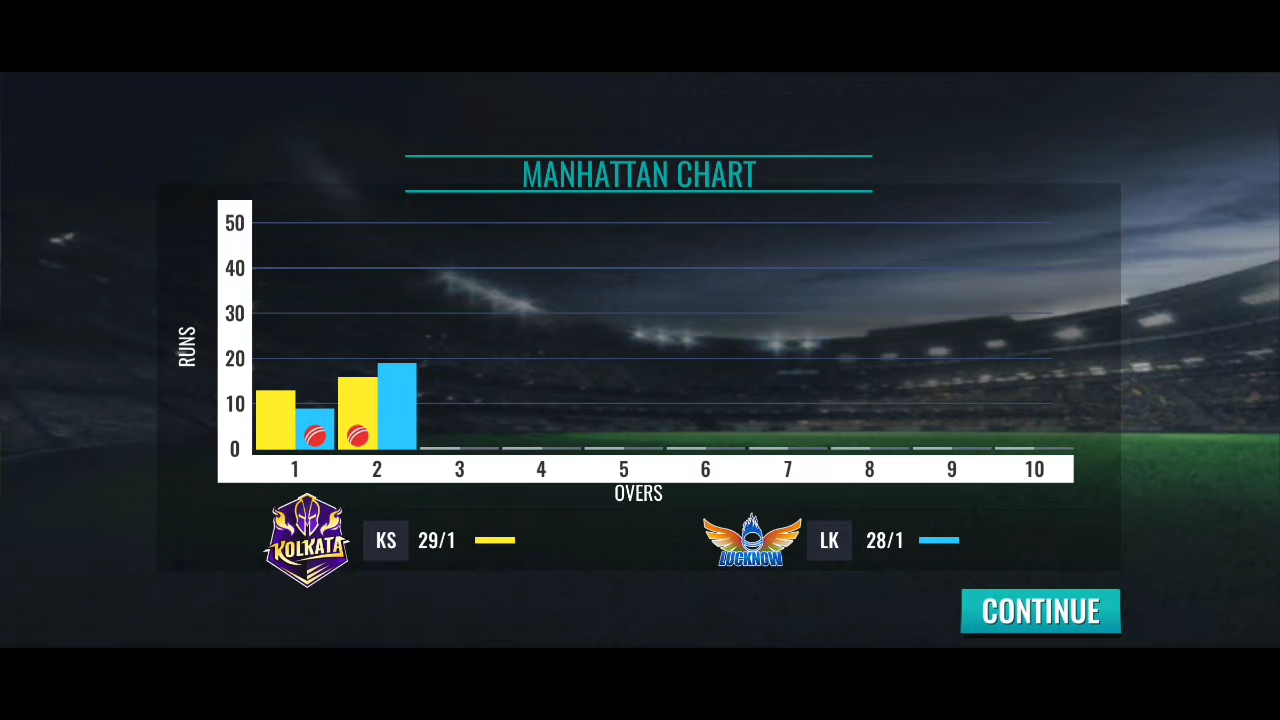 MANHATTAN CHART
50
40
30
20
10
0
RUNS
1 2 3 4 5 6 7 8 9 10
OVERS
KOLKATA KS 29/1
LUCKNOW LK 28/1
CONTINUE